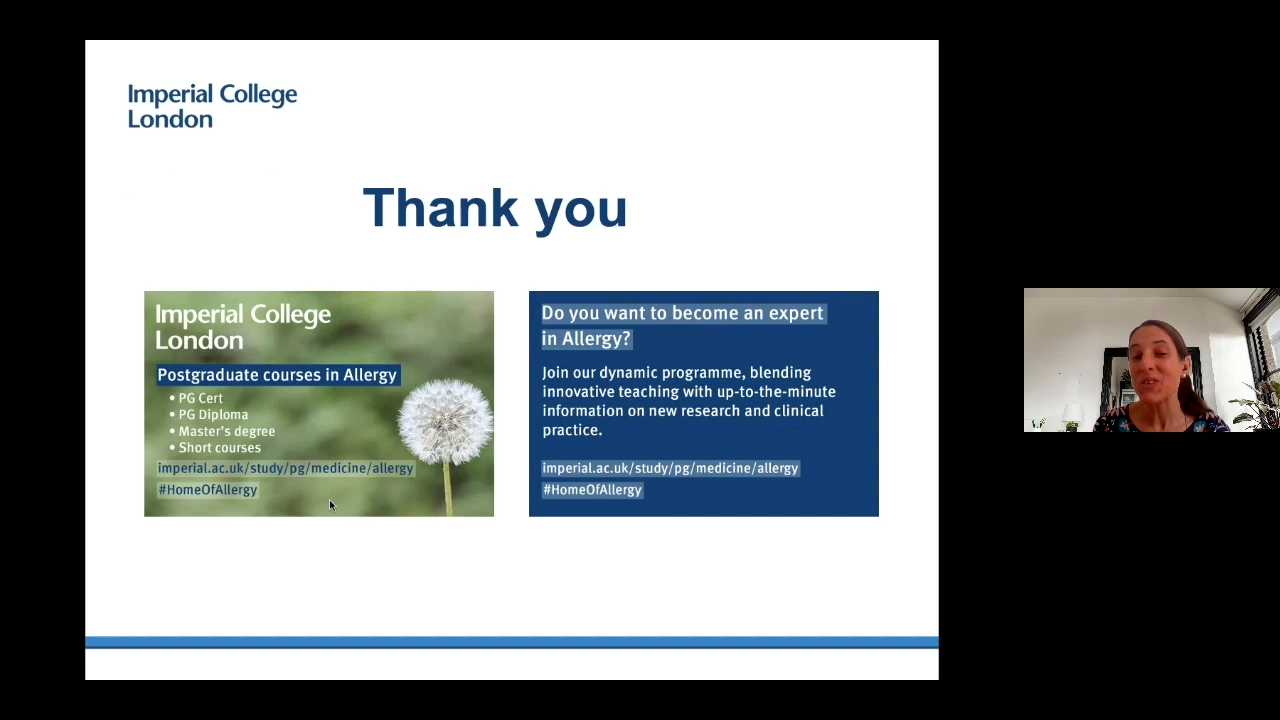 Imperial College
London
Thank you
Imperial College
London
Postgraduate courses in Allergy
• PG Cert
• PG Diploma
• Master's degree
• Short courses
imperial.ac.uk/study/pg/medicine/allergy
#HomeOfAllergy
Do you want to become an expert
in Allergy?
Join our dynamic programme, blending
innovative teaching with up-to-the-minute
information on new research and clinical
practice.
imperial.ac.uk/study/pg/medicine/allergy
#HomeOfAllergy